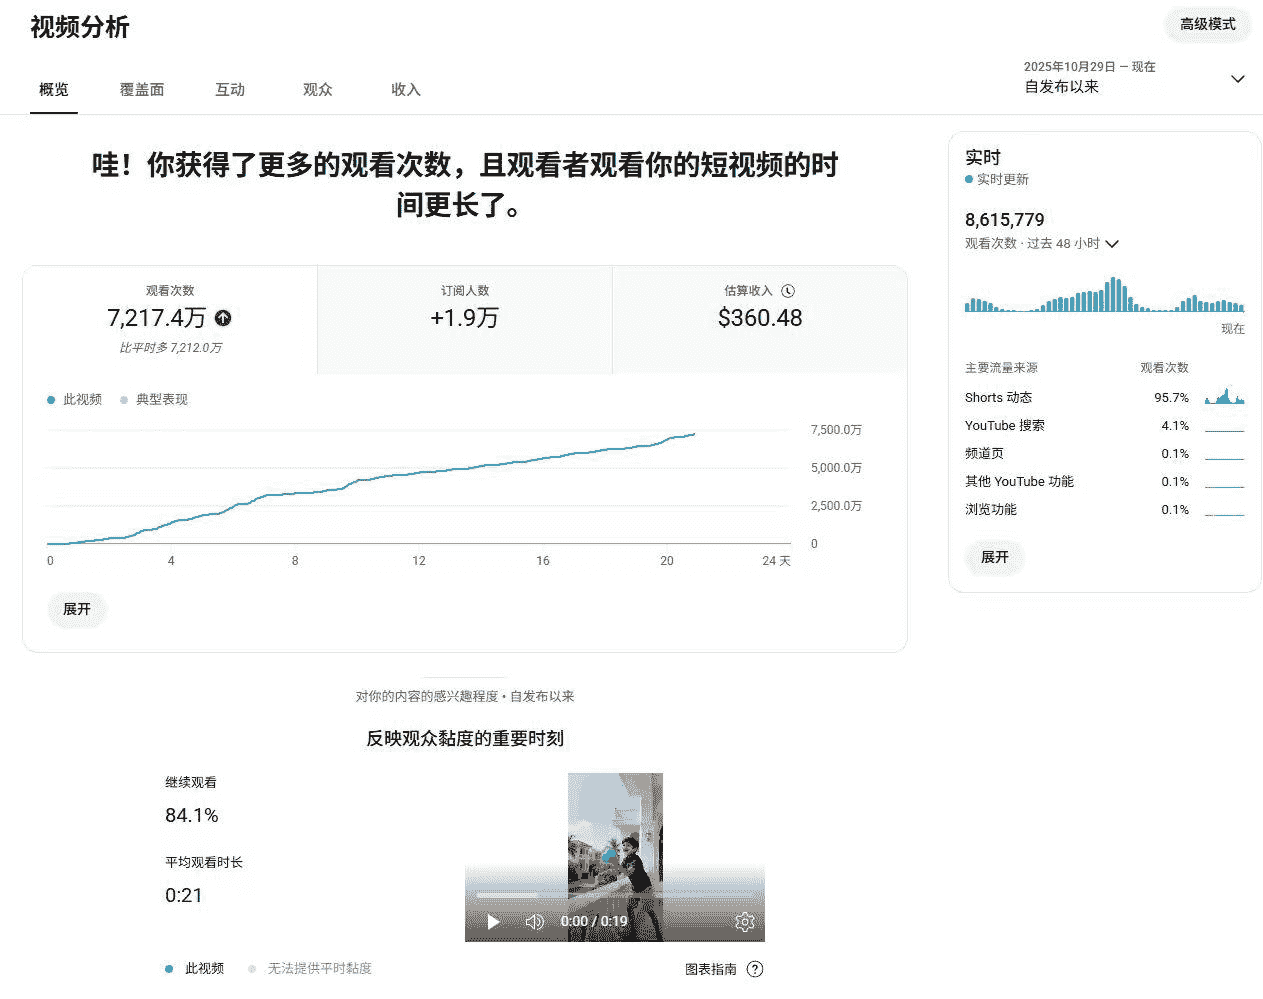 视频分析
高级模式
概览
覆盖面
互动
观众
收入
2025年10月29日 – 现在
自发布以来
哇！你获得了更多的观看次数，且观看者观看你的短视频的时
间更长了。
观看次数
7,217.4万
比平时多 7,212.0万
订阅人数
+1.9万
估算收入
$360.48
此视频
典型表现
7,500.0万
5,000.0万
2,500.0万
0
0
4
8
12
16
20
24 天
展开
实时
实时更新
8,615,779
观看次数 · 过去 48 小时
现在
主要流量来源
观看次数
Shorts 动态
95.7%
YouTube 搜索
4.1%
频道页
0.1%
其他 YouTube 功能
0.1%
浏览功能
0.1%
展开
对你的内容的感兴趣程度 • 自发布以来
反映观众黏度的重要时刻
继续观看
84.1%
平均观看时长
0:21
0:00 / 0:19
此视频
无法提供平时黏度
图表指南 ?